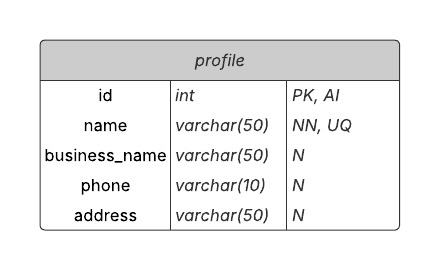 profile
id int PK, AI
name varchar(50) NN, UQ
business_name varchar(50) N
phone varchar(10) N
address varchar(50) N